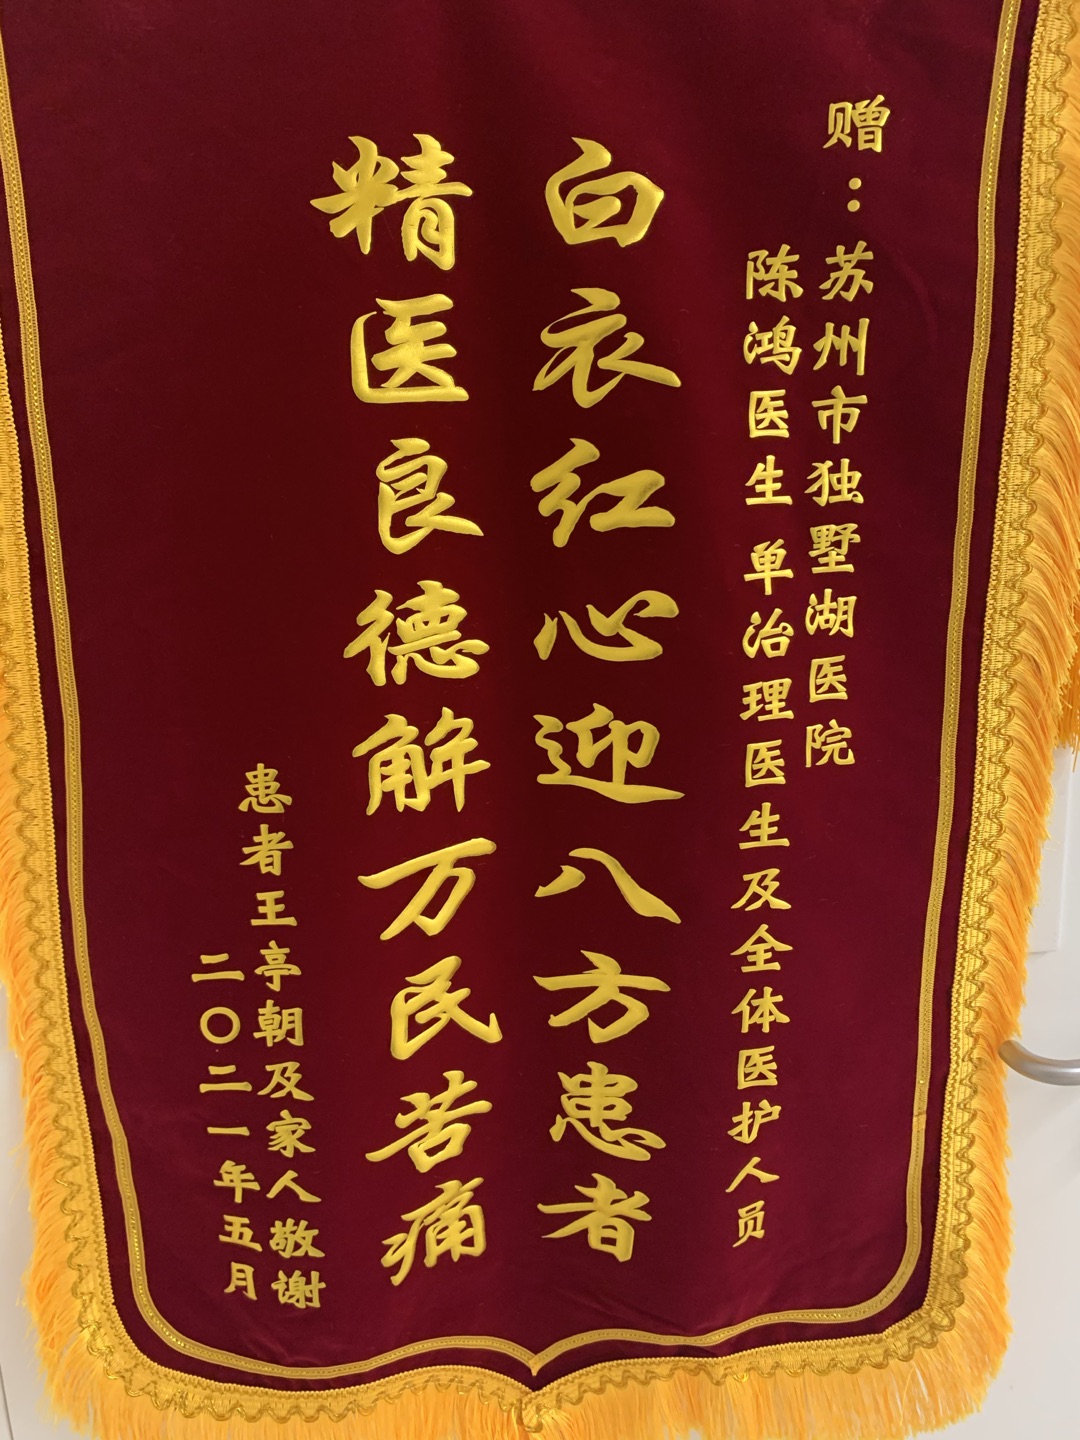 赠：苏州市独墅湖医院
陈鸿医生 单治理医生及全体医护人员
白衣红心迎八方患者
精医良德解万民苦痛
患者王亭朝及家人敬谢
二〇二一年五月